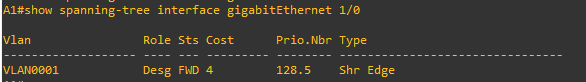 A1#show spanning-tree interface gigabitEthernet 1/0
Vlan Role Sts Cost Prio.Nbr Type
------------------- ---- --- --------- -------- --------------------------------
VLAN0001 Desg FWD 4 128.5 Shr Edge